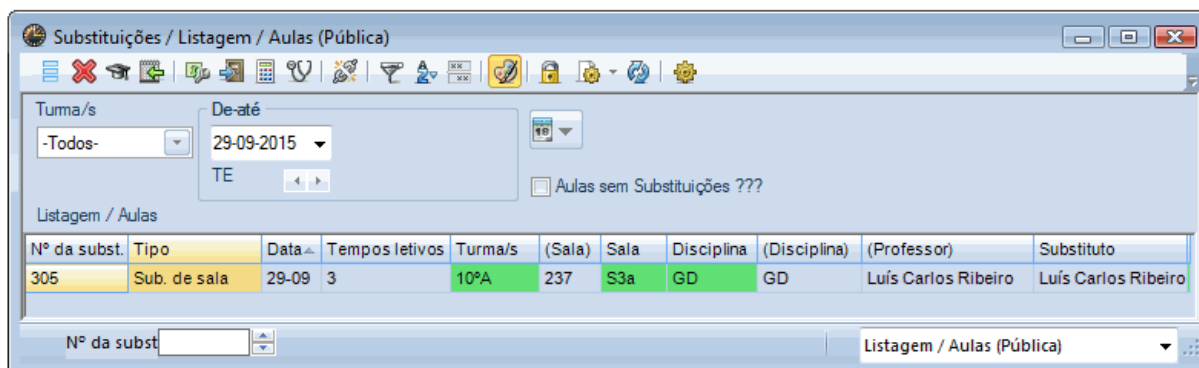 Substituições / Listagem / Aulas (Pública)
Turma/s
De-até
-Todos-
29-09-2015
18
TE
Aulas sem Substituições ???
Listagem / Aulas
Nº da subst. Tipo Data Tempos letivos Turma/s (Sala) Sala Disciplina (Disciplina) (Professor) Substituto
305 Sub. de sala 29-09 3 10ºA 237 S3a GD GD Luís Carlos Ribeiro Luís Carlos Ribeiro
Nº da subst
Listagem / Aulas (Pública)